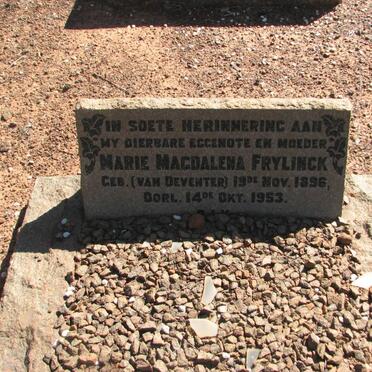 IN SOETE HERINNERING AAN
MY DIERBARE EGGENOTE EN MOEDER
MARIE MAGDALENA FRYLINCK
GEB. (VAN DEVENTER) 19DE NOV. 1896,
OORL. 14DE OKT. 1953.